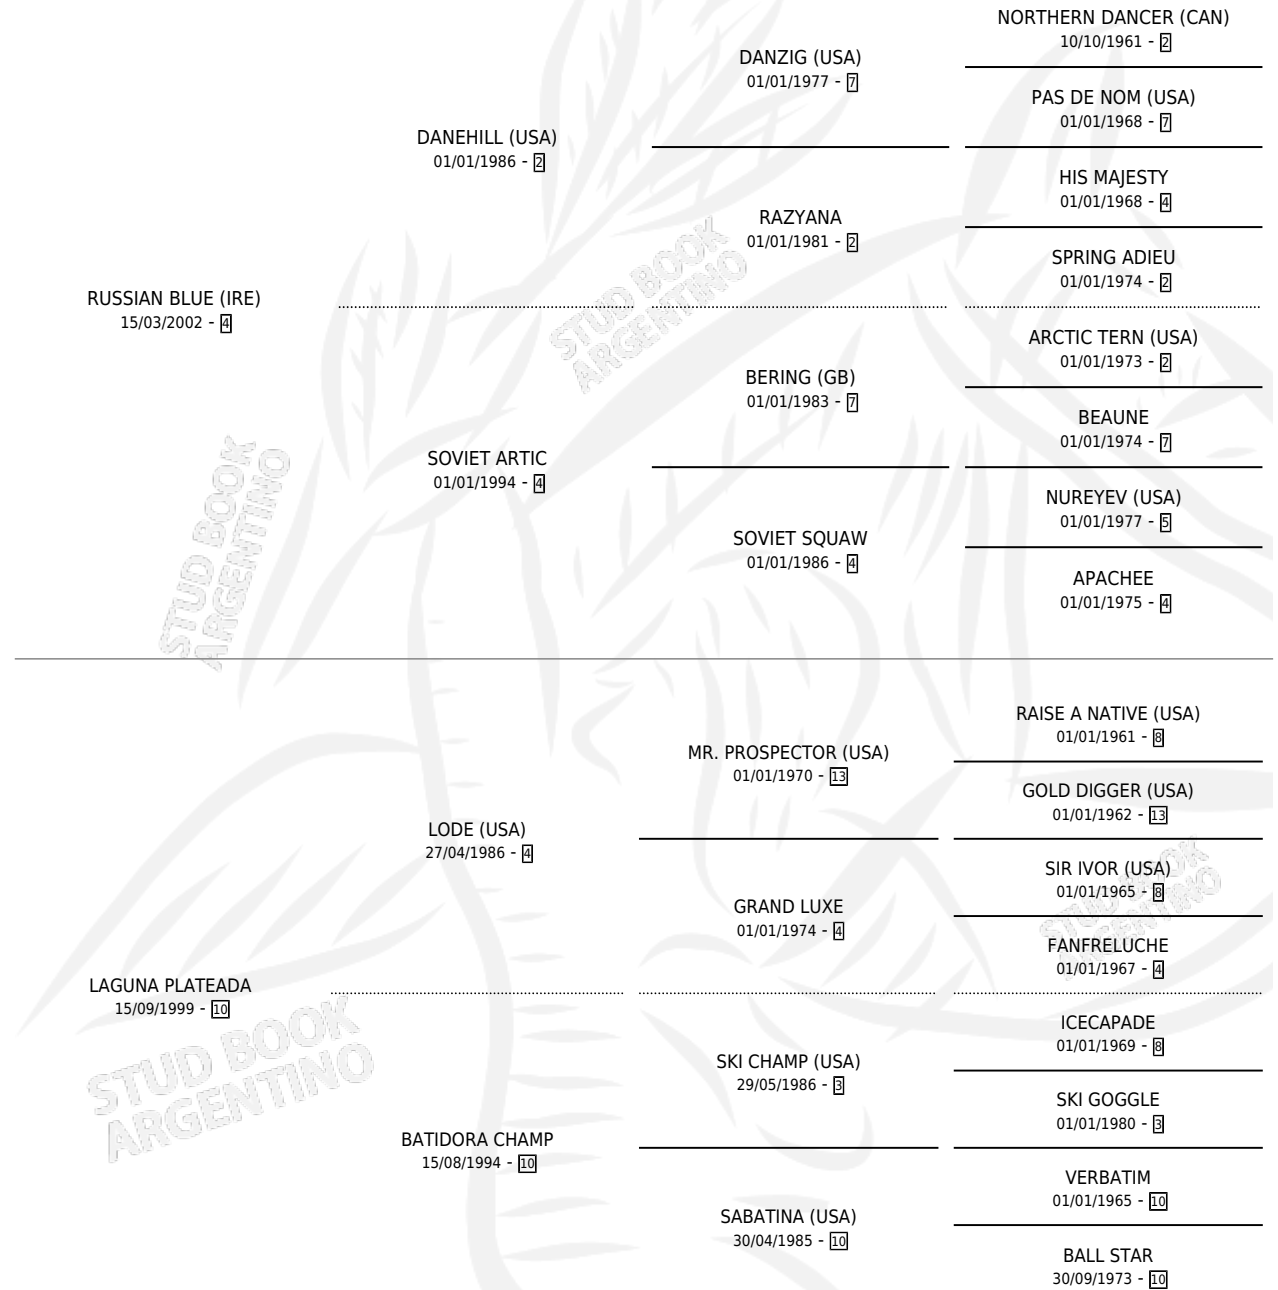 NORTHERN DANCER (CAN)
10/10/1961 - 2
DANZIG (USA)
01/01/1977 - 7
PAS DE NOM (USA)
01/01/1968 - 7
DANEHILL (USA)
01/01/1986 - 2
HIS MAJESTY
01/01/1968 - 4
RAZYANA
01/01/1981 - 2
SPRING ADIEU
01/01/1974 - 2
RUSSIAN BLUE (IRE)
15/03/2002 - 4
STUD BOOK
ARGENTINO
ARCTIC TERN (USA)
01/01/1973 - 2
BERING (GB)
01/01/1983 - 7
BEAUNE
01/01/1974 - 7
SOVIET ARTIC
01/01/1994 - 4
NUREYEV (USA)
01/01/1977 - 5
SOVIET SQUAW
01/01/1986 - 4
APACHEE
01/01/1975 - 4
STUD BOOK
ARGENTINO
RAISE A NATIVE (USA)
01/01/1961 - 8
MR. PROSPECTOR (USA)
01/01/1970 - 13
GOLD DIGGER (USA)
01/01/1962 - 13
LODE (USA)
27/04/1986 - 4
SIR IVOR (USA)
01/01/1965 - 8
GRAND LUXE
01/01/1974 - 4
STUD BOOK
ARGENTINO
FANFRELUCHE
01/01/1967 - 4
LAGUNA PLATEADA
15/09/1999 - 10
ICECAPADE
01/01/1969 - 8
STUD BOOK
ARGENTINO
SKI CHAMP (USA)
29/05/1986 - 3
SKI GOGGLE
01/01/1980 - 3
BATIDORA CHAMP
15/08/1994 - 10
VERBATIM
01/01/1965 - 10
SABATINA (USA)
30/04/1985 - 10
BALL STAR
30/09/1973 - 10